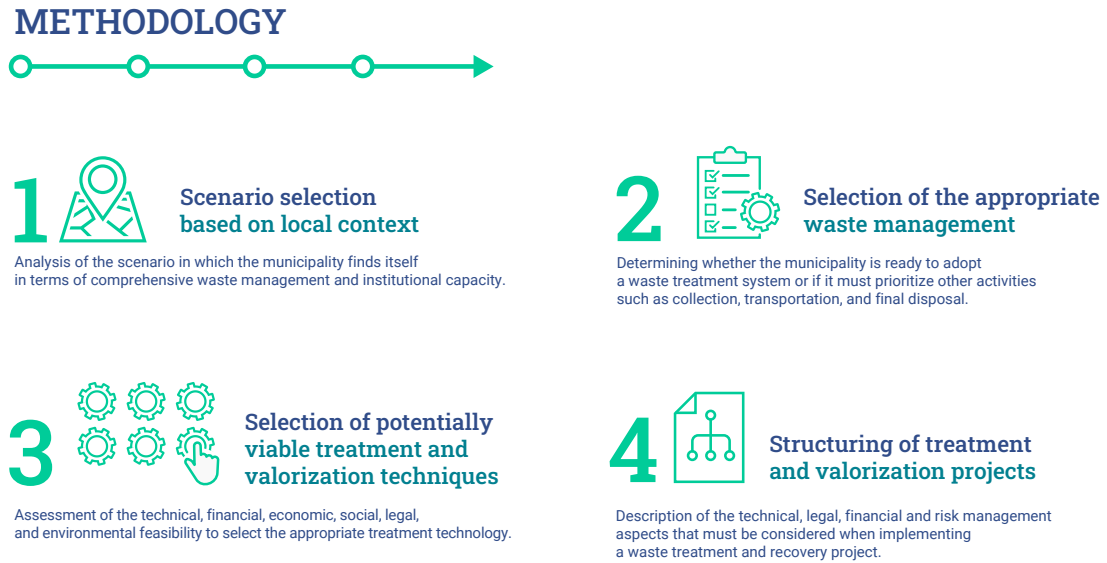 METHODOLOGY
1
Scenario selection
based on local context
Analysis of the scenario in which the municipality finds itself
in terms of comprehensive waste management and institutional capacity.
2
Selection of the appropriate
waste management
Determining whether the municipality is ready to adopt
a waste treatment system or if it must prioritize other activities
such as collection, transportation, and final disposal.
3
Selection of potentially
viable treatment and
valorization techniques
Assessment of the technical, financial, economic, social, legal,
and environmental feasibility to select the appropriate treatment technology.
4
Structuring of treatment
and valorization projects
Description of the technical, legal, financial and risk management
aspects that must be considered when implementing
a waste treatment and recovery project.